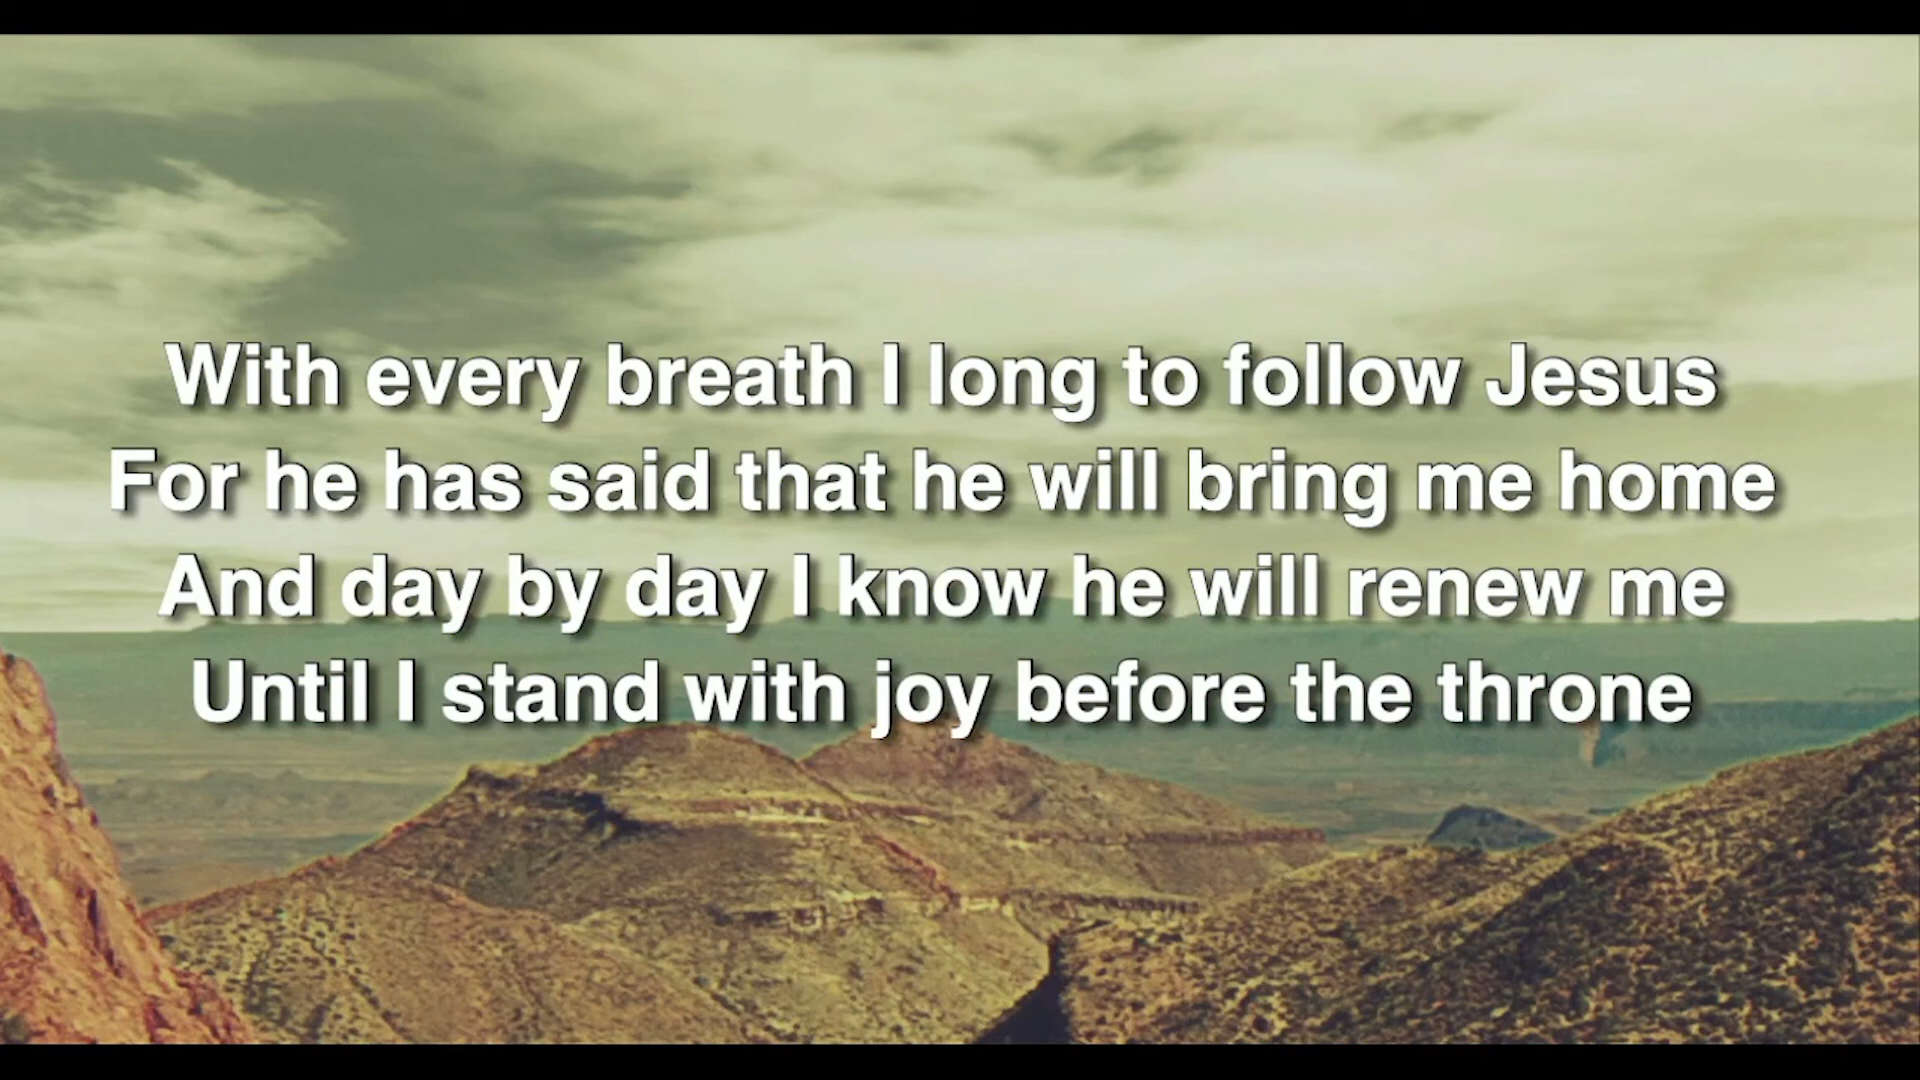 With every breath I long to follow Jesus
For he has said that he will bring me home
And day by day I know he will renew me
Until I stand with joy before the throne